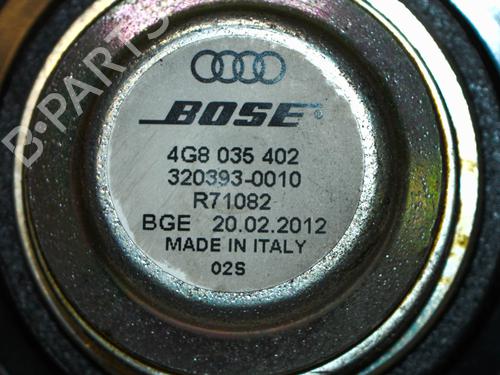 BOSE®
4G8 035 402
320393-0010
R71082
BGE 20.02.2012
MADE IN ITALY
02S
B-PARTS